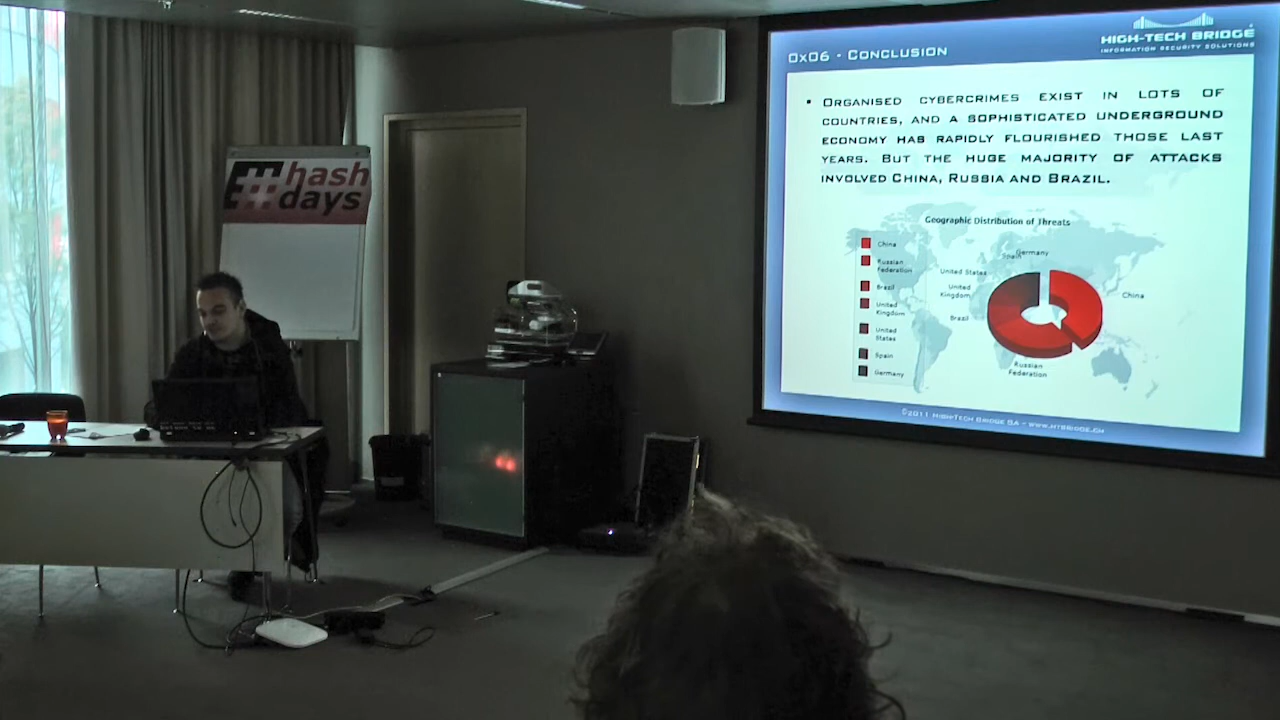 # hash
days
0x06 - Conclusion
HIGH-TECH BRIDGE
INFORMATION SECURITY SOLUTIONS
• Organised cybercrimes exist in lots of
countries, and a sophisticated underground
economy has rapidly flourished those last
years. But the huge majority of attacks
involved China, Russia and Brazil.
Geographic Distribution of Threats
China
Russian
Federation
Brazil
United
Kingdom
United
States
Spain
Germany
Germany
Spain
United States
United
Kingdom
Brazil
China
Russian
Federation
©2011 High-Tech Bridge SA – www.htbridge.ch